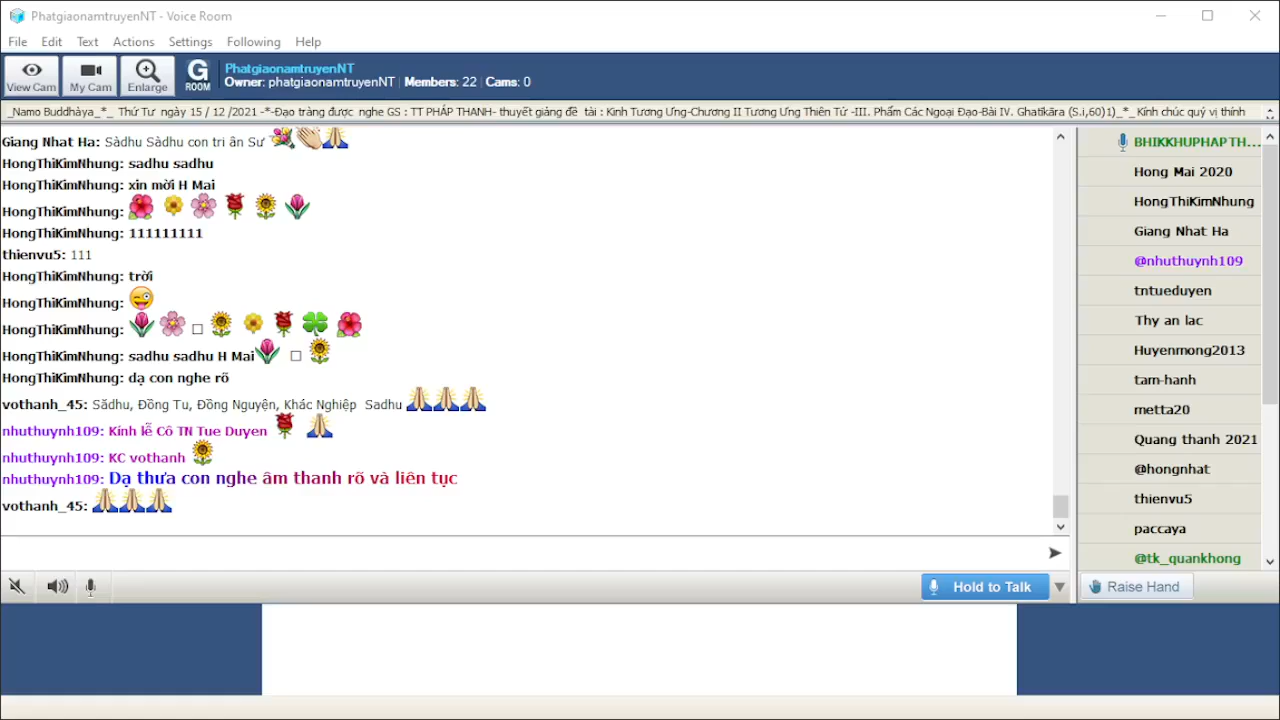 PhatgiaonamtruyenNT - Voice Room
File Edit Text Actions Settings Following Help
View Cam My Cam Enlarge G ROOM
PhatgiaonamtruyenNT
Owner: phatgiaonamtruyenNT | Members: 22 | Cams: 0
_Namo Buddhàya_*_ Thứ Tư ngày 15 / 12 /2021 -*-Đạo tràng được nghe GS : TT PHÁP THANH- thuyết giảng đề tài : Kinh Tương Ưng-Chương II Tương Ưng Thiên Tử -III. Phẩm Các Ngoại Đạo-Bài IV. Ghatikàra (S.i,60)1)_*_ Kính chúc quý vị thính
Giang Nhat Ha: Sàdhu Sàdhu con tri ân Sư
HongThiKimNhung: sadhu sadhu
HongThiKimNhung: xin mời H Mai
HongThiKimNhung:
HongThiKimNhung: 111111111
thienvu5: 111
HongThiKimNhung: trời
HongThiKimNhung:
HongThiKimNhung:
HongThiKimNhung: sadhu sadhu H Mai
HongThiKimNhung: dạ con nghe rõ
vothanh_45: Sādhu, Đồng Tu, Đồng Nguyện, Khác Nghiệp Sadhu
nhuthuynh109: Kính lễ Cô TN Tue Duyen
nhuthuynh109: KC vothanh
nhuthuynh109: Dạ thưa con nghe âm thanh rõ và liên tục
vothanh_45:
Hold to Talk
BHIKKHUPHAPTH...
Hong Mai 2020
HongThiKimNhung
Giang Nhat Ha
@nhuthuynh109
tntueduyen
Thy an lac
Huyenmong2013
tam-hanh
metta20
Quang thanh 2021
@hongnhat
thienvu5
paccaya
@tk_quankhong
Raise Hand